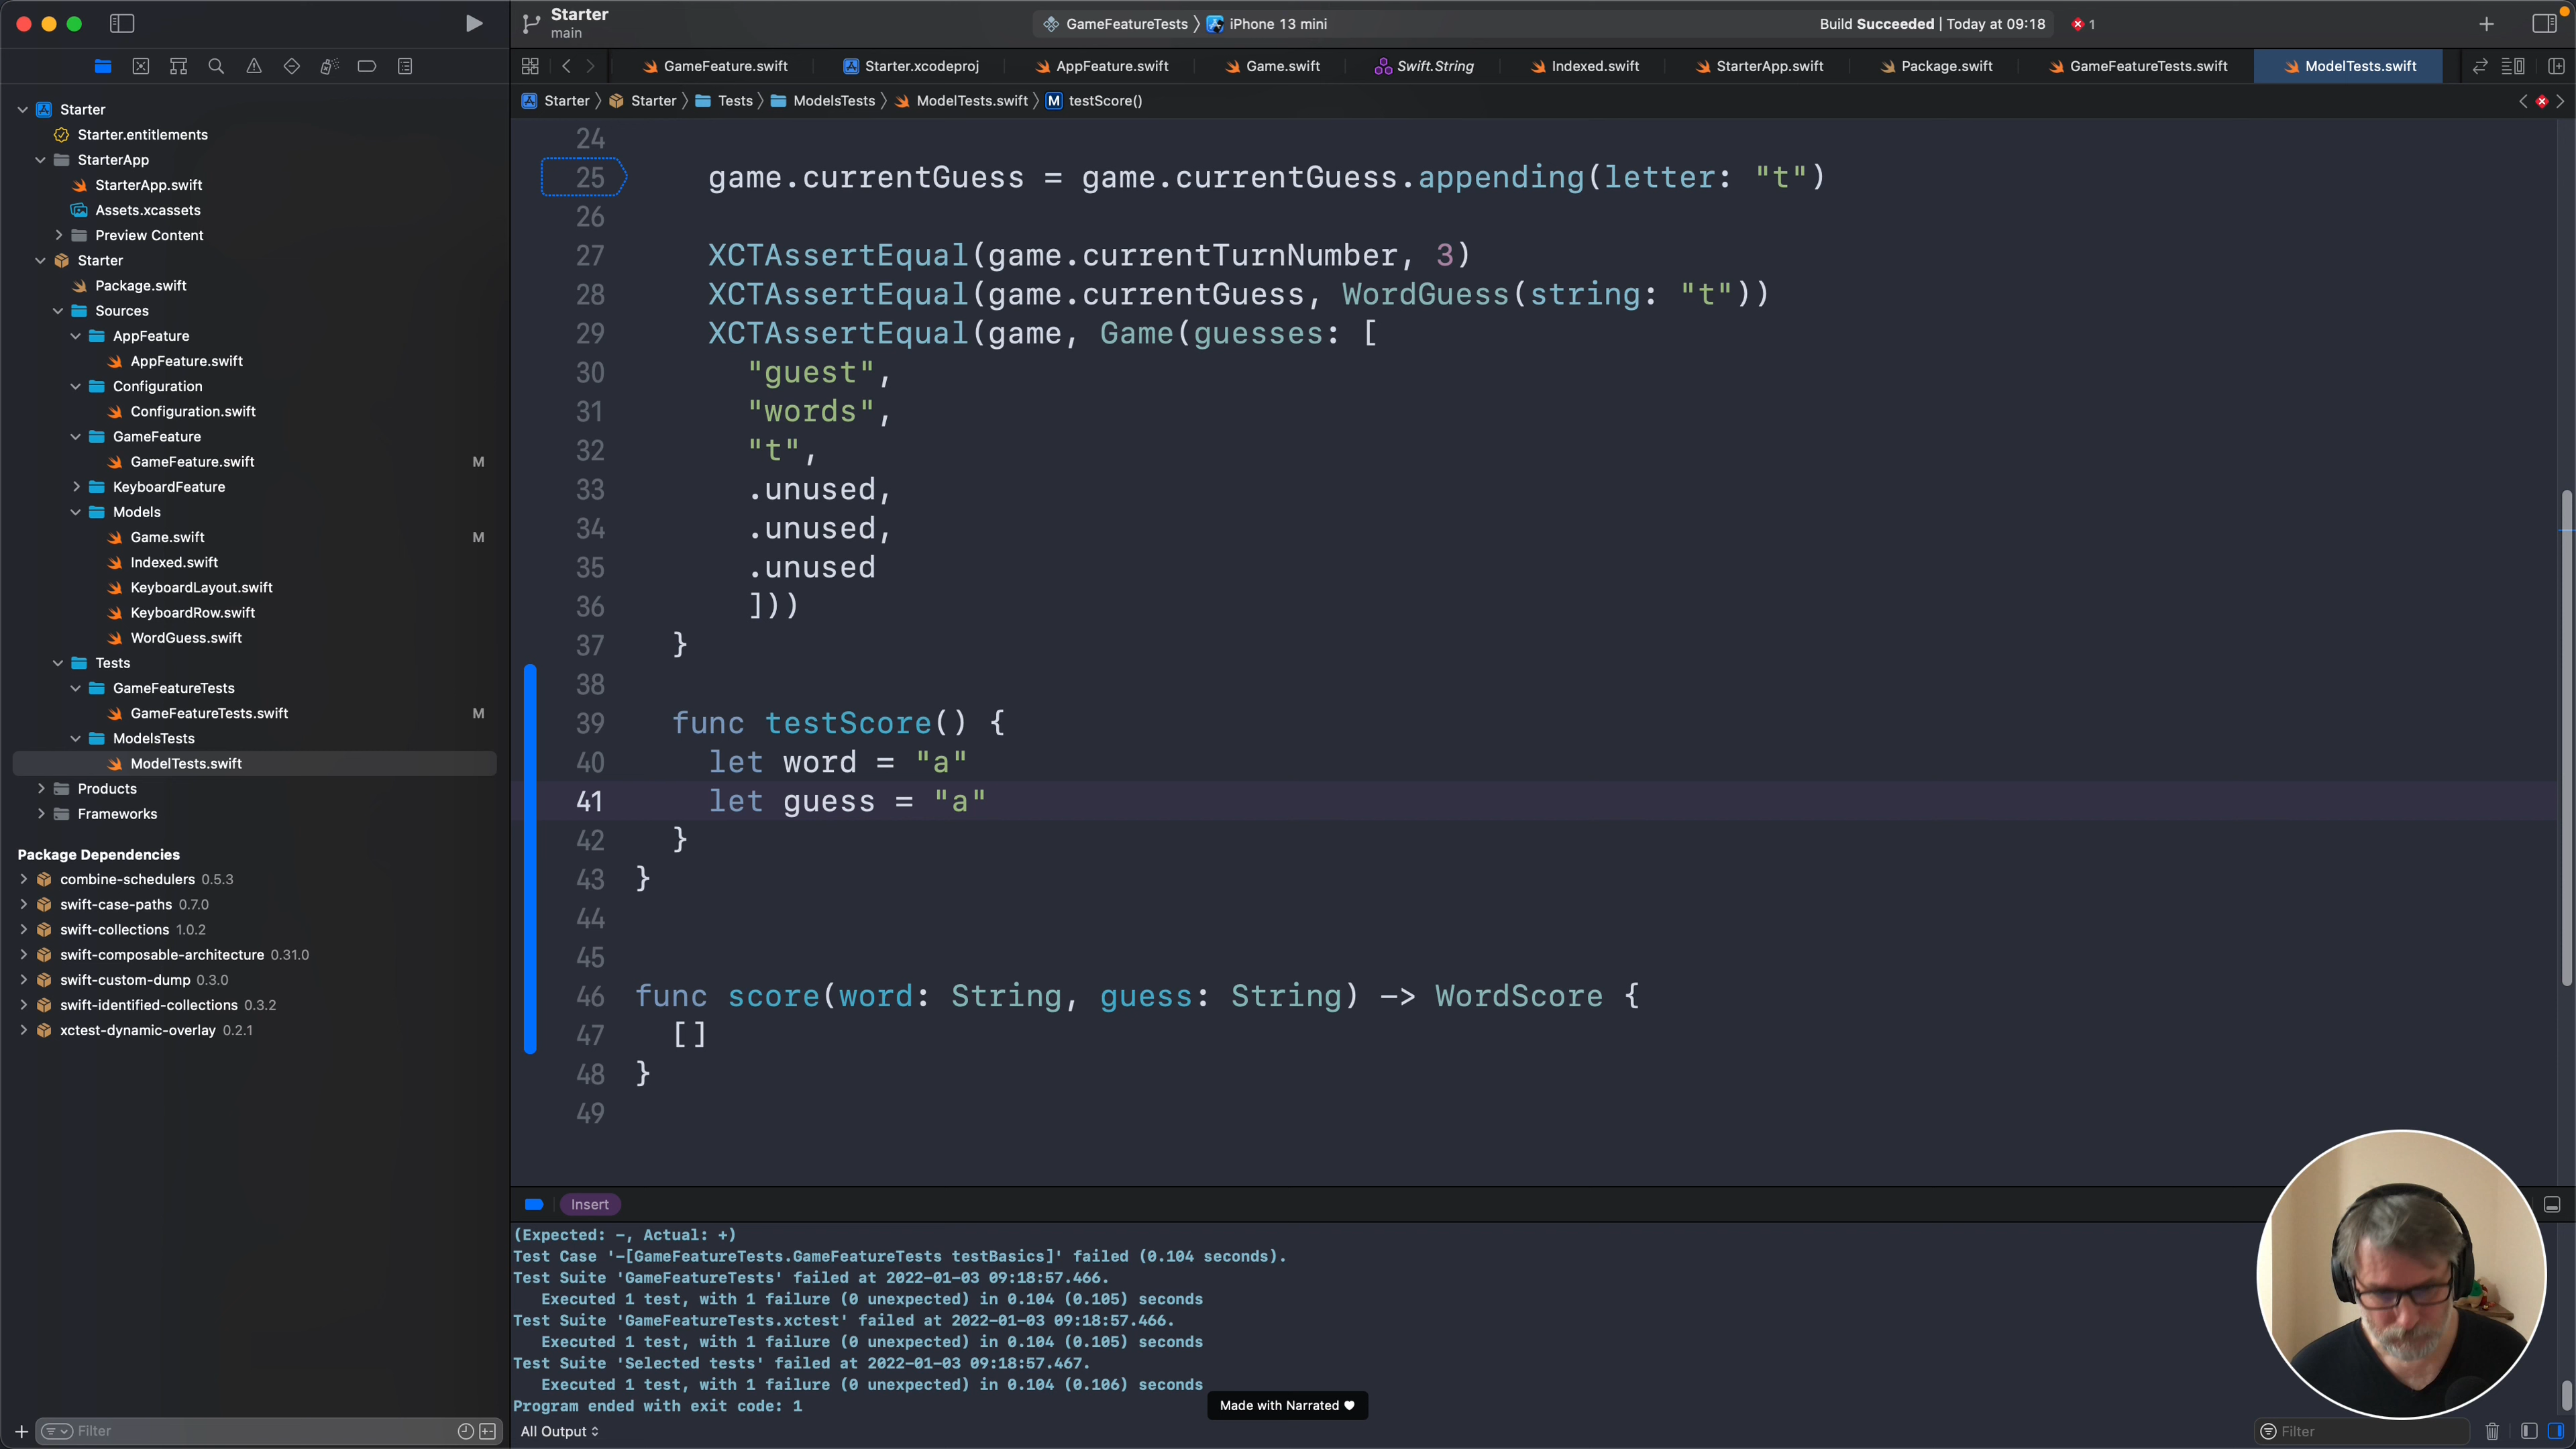 Starter
main
GameFeatureTests
iPhone 13 mini
Build Succeeded | Today at 09:18
1
GameFeature.swift
Starter.xcodeproj
AppFeature.swift
Game.swift
Swift.String
Indexed.swift
StarterApp.swift
Package.swift
GameFeatureTests.swift
ModelTests.swift
Starter
Starter
Tests
ModelsTests
ModelTests.swift
M
testScore()
Starter
Starter.entitlements
StarterApp
StarterApp.swift
Assets.xcassets
Preview Content
Starter
Package.swift
Sources
AppFeature
AppFeature.swift
Configuration
Configuration.swift
GameFeature
GameFeature.swift M
KeyboardFeature
Models
Game.swift M
Indexed.swift
KeyboardLayout.swift
KeyboardRow.swift
WordGuess.swift
Tests
GameFeatureTests
GameFeatureTests.swift M
ModelsTests
ModelTests.swift
Products
Frameworks
Package Dependencies
combine-schedulers 0.5.3
swift-case-paths 0.7.0
swift-collections 1.0.2
swift-composable-architecture 0.31.0
swift-custom-dump 0.3.0
swift-identified-collections 0.3.2
xctest-dynamic-overlay 0.2.1
Filter
24
25 game.currentGuess = game.currentGuess.appending(letter: "t")
26
27 XCTAssertEqual(game.currentTurnNumber, 3)
28 XCTAssertEqual(game.currentGuess, WordGuess(string: "t"))
29 XCTAssertEqual(game, Game(guesses: [
30 "guest",
31 "words",
32 "t",
33 .unused,
34 .unused,
35 .unused
36 ]))
37 }
38
39 func testScore() {
40 let word = "a"
41 let guess = "a"
42 }
43 }
44
45
46 func score(word: String, guess: String) -> WordScore {
47 []
48 }
49
Insert
(Expected: −, Actual: +)
Test Case '-[GameFeatureTests.GameFeatureTests testBasics]' failed (0.104 seconds).
Test Suite 'GameFeatureTests' failed at 2022-01-03 09:18:57.466.
Executed 1 test, with 1 failure (0 unexpected) in 0.104 (0.105) seconds
Test Suite 'GameFeatureTests.xctest' failed at 2022-01-03 09:18:57.466.
Executed 1 test, with 1 failure (0 unexpected) in 0.104 (0.105) seconds
Test Suite 'Selected tests' failed at 2022-01-03 09:18:57.467.
Executed 1 test, with 1 failure (0 unexpected) in 0.104 (0.106) seconds
Program ended with exit code: 1
Made with Narrated ♥
All Output
Filter